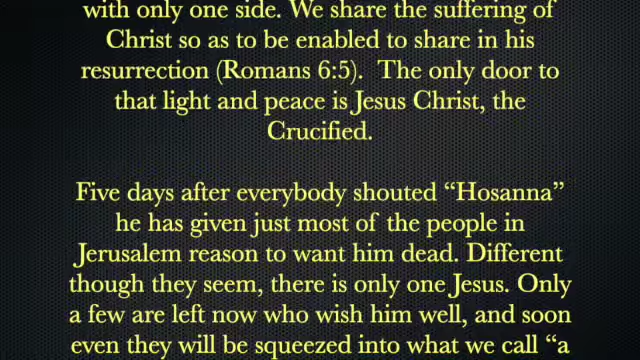 with only one side. We share the suffering of
Christ so as to be enabled to share in his
resurrection (Romans 6:5).  The only door to
that light and peace is Jesus Christ, the
Crucified.
Five days after everybody shouted “Hosanna”
he has given just most of the people in
Jerusalem reason to want him dead. Different
though they seem, there is only one Jesus. Only
a few are left now who wish him well, and soon
even they will be squeezed into what we call “a